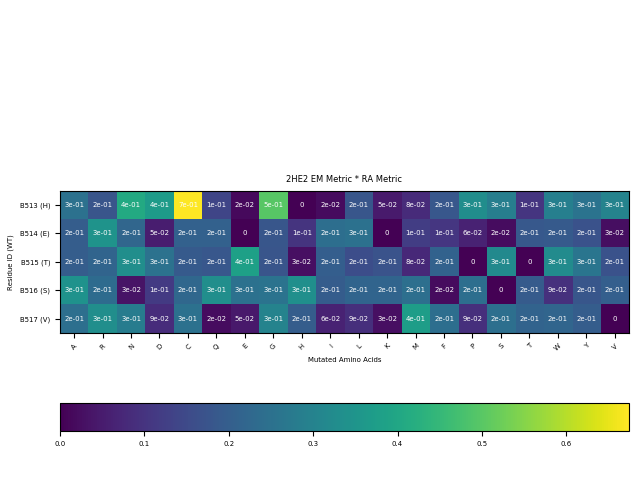 2HE2 EM Metric * RA Metric
Residue ID (WT)
B513 (H) 3e-01 2e-01 4e-01 4e-01 7e-01 1e-01 2e-02 5e-01 0 2e-02 2e-01 5e-02 8e-02 2e-01 3e-01 3e-01 1e-01 3e-01 3e-01 3e-01
B514 (E) 2e-01 3e-01 2e-01 5e-02 2e-01 2e-01 0 2e-01 1e-01 2e-01 3e-01 0 1e-01 1e-01 6e-02 2e-02 2e-01 2e-01 2e-01 3e-02
B515 (T) 2e-01 2e-01 3e-01 3e-01 2e-01 2e-01 4e-01 2e-01 3e-02 2e-01 2e-01 2e-01 8e-02 2e-01 0 3e-01 0 3e-01 3e-01 2e-01
B516 (S) 3e-01 2e-01 3e-02 1e-01 2e-01 3e-01 3e-01 3e-01 3e-01 2e-01 2e-01 2e-01 2e-01 2e-02 2e-01 0 2e-01 9e-02 2e-01 2e-01
B517 (V) 2e-01 3e-01 3e-01 9e-02 3e-01 2e-02 5e-02 3e-01 2e-01 6e-02 9e-02 3e-02 4e-01 2e-01 9e-02 2e-01 2e-01 2e-01 2e-01 0
A R N D C Q E G H I L K M F P S T W Y V
Mutated Amino Acids
0.0 0.1 0.2 0.3 0.4 0.5 0.6